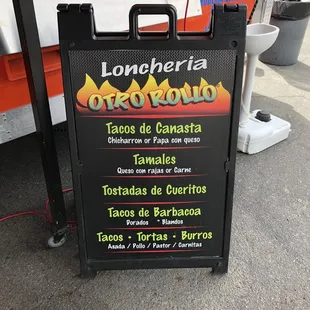 Loncheria
OTRO ROLLO
Tacos de Canasta
Chicharron or Papa con queso
Tamales
Queso con rajas or Carne
Tostadas de Cueritos
Tacos de Barbacoa
Dorados * Blandos
Tacos · Tortas · Burros
Asada / Pollo / Pastor / Carnitas